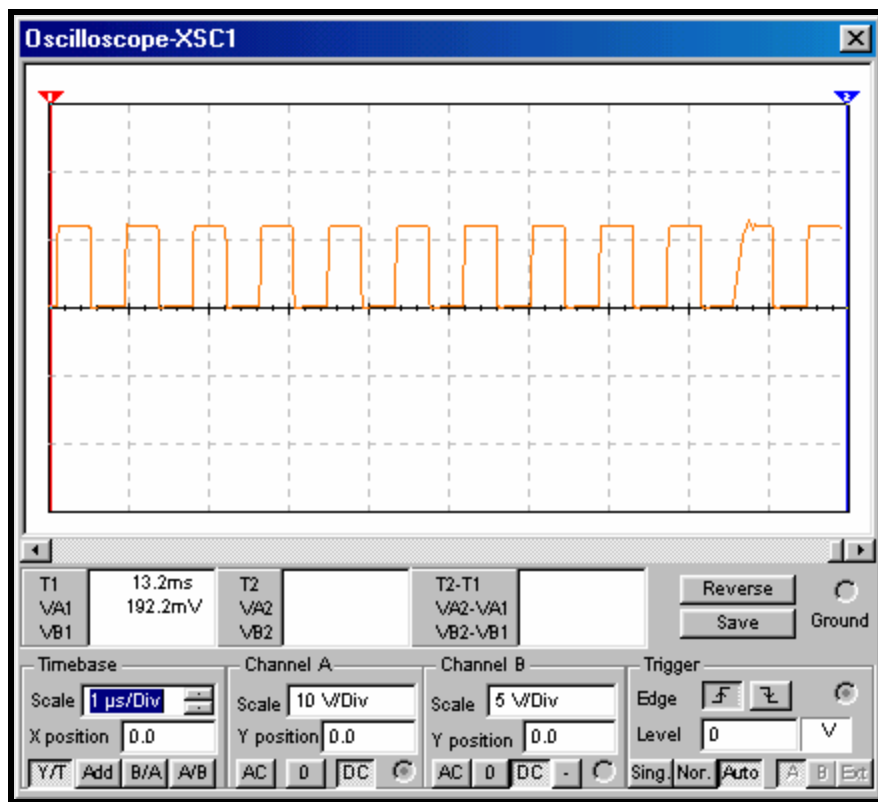 Oscilloscope-XSC1
1 2
T1 13.2ms T2 T2-T1 Reverse
VA1 192.2mV VA2 VA2-VA1 Ground
VB1 VB2 VB2-VB1 Save
Timebase Channel A Channel B Trigger
Scale 1 µs/Div Scale 10 V/Div Scale 5 V/Div Edge
X position 0.0 Y position 0.0 Y position 0.0 Level 0 V
Y/T Add B/A A/B AC 0 DC AC 0 DC - Sing. Nor. Auto A B Ext